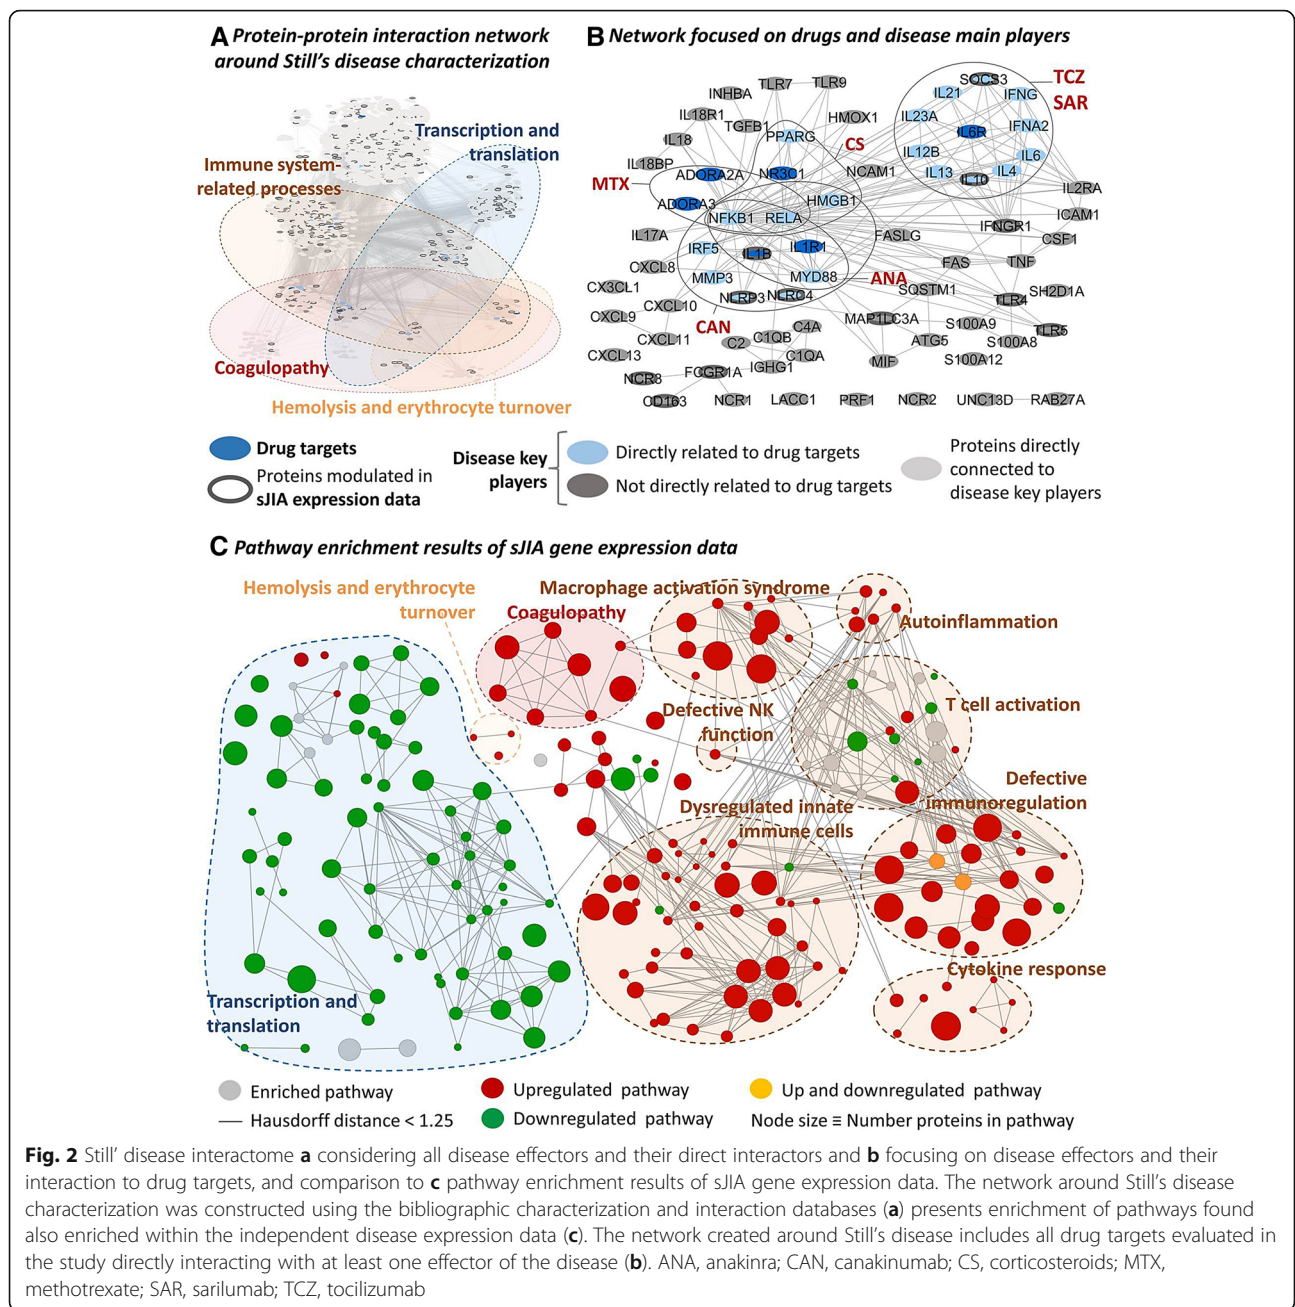 A Protein-protein interaction network
around Still's disease characterization
Transcription and
translation
Immune system-
related processes
Coagulopathy
Hemolysis and erythrocyte turnover
B Network focused on drugs and disease main players
TLR7
TLR9
SOCS3
TCZ
INHBA
IL21
IFNG
SAR
IL18R1
TGFB1
HMOX1
IL23A
IFNA2
IL18
PPARG
CS
IL6R
IL18BP
IL12B
IL6
ADORA2A
NR3C1
NCAM1
IL13
IL10
IL4
MTX
IL2RA
ADORA3
HMGB1
NFKB1
RELA
ICAM1
IL17A
FASLG
IFNGR1
CSF1
IRF5
IL1B
IL1R1
CXCL8
FAS
TNF
CX3CL1
MMP3
MYD88
ANA
SQSTM1
SH2D1A
CXCL10
NLRP3
NLRC4
TLR4
CXCL9
CAN
MAP1LC3A
S100A9
TLR5
CXCL11
C2
C1QB
C4A
ATG5
S100A8
CXCL13
C1QA
MIF
S100A12
NCR3
FCGR1A
IGHG1
CD163
NCR1
LACC1
PRF1
NCR2
UNC13D
RAB27A
Drug targets
Proteins modulated in
sJIA expression data
Disease key
players
Directly related to drug targets
Not directly related to drug targets
Proteins directly
connected to
disease key players
C Pathway enrichment results of sJIA gene expression data
Hemolysis and erythrocyte
turnover
Coagulopathy
Macrophage activation syndrome
Autoinflammation
T cell activation
Defective NK
function
Defective
immunoregulation
Dysregulated innate
immune cells
Cytokine response
Transcription and
translation
Enriched pathway
Upregulated pathway
Up and downregulated pathway
Hausdorff distance < 1.25
Downregulated pathway
Node size ≡ Number proteins in pathway
Fig. 2 Still' disease interactome a considering all disease effectors and their direct interactors and b focusing on disease effectors and their
interaction to drug targets, and comparison to c pathway enrichment results of sJIA gene expression data. The network around Still's disease
characterization was constructed using the bibliographic characterization and interaction databases (a) presents enrichment of pathways found
also enriched within the independent disease expression data (c). The network created around Still's disease includes all drug targets evaluated in
the study directly interacting with at least one effector of the disease (b). ANA, anakinra; CAN, canakinumab; CS, corticosteroids; MTX,
methotrexate; SAR, sarilumab; TCZ, tocilizumab